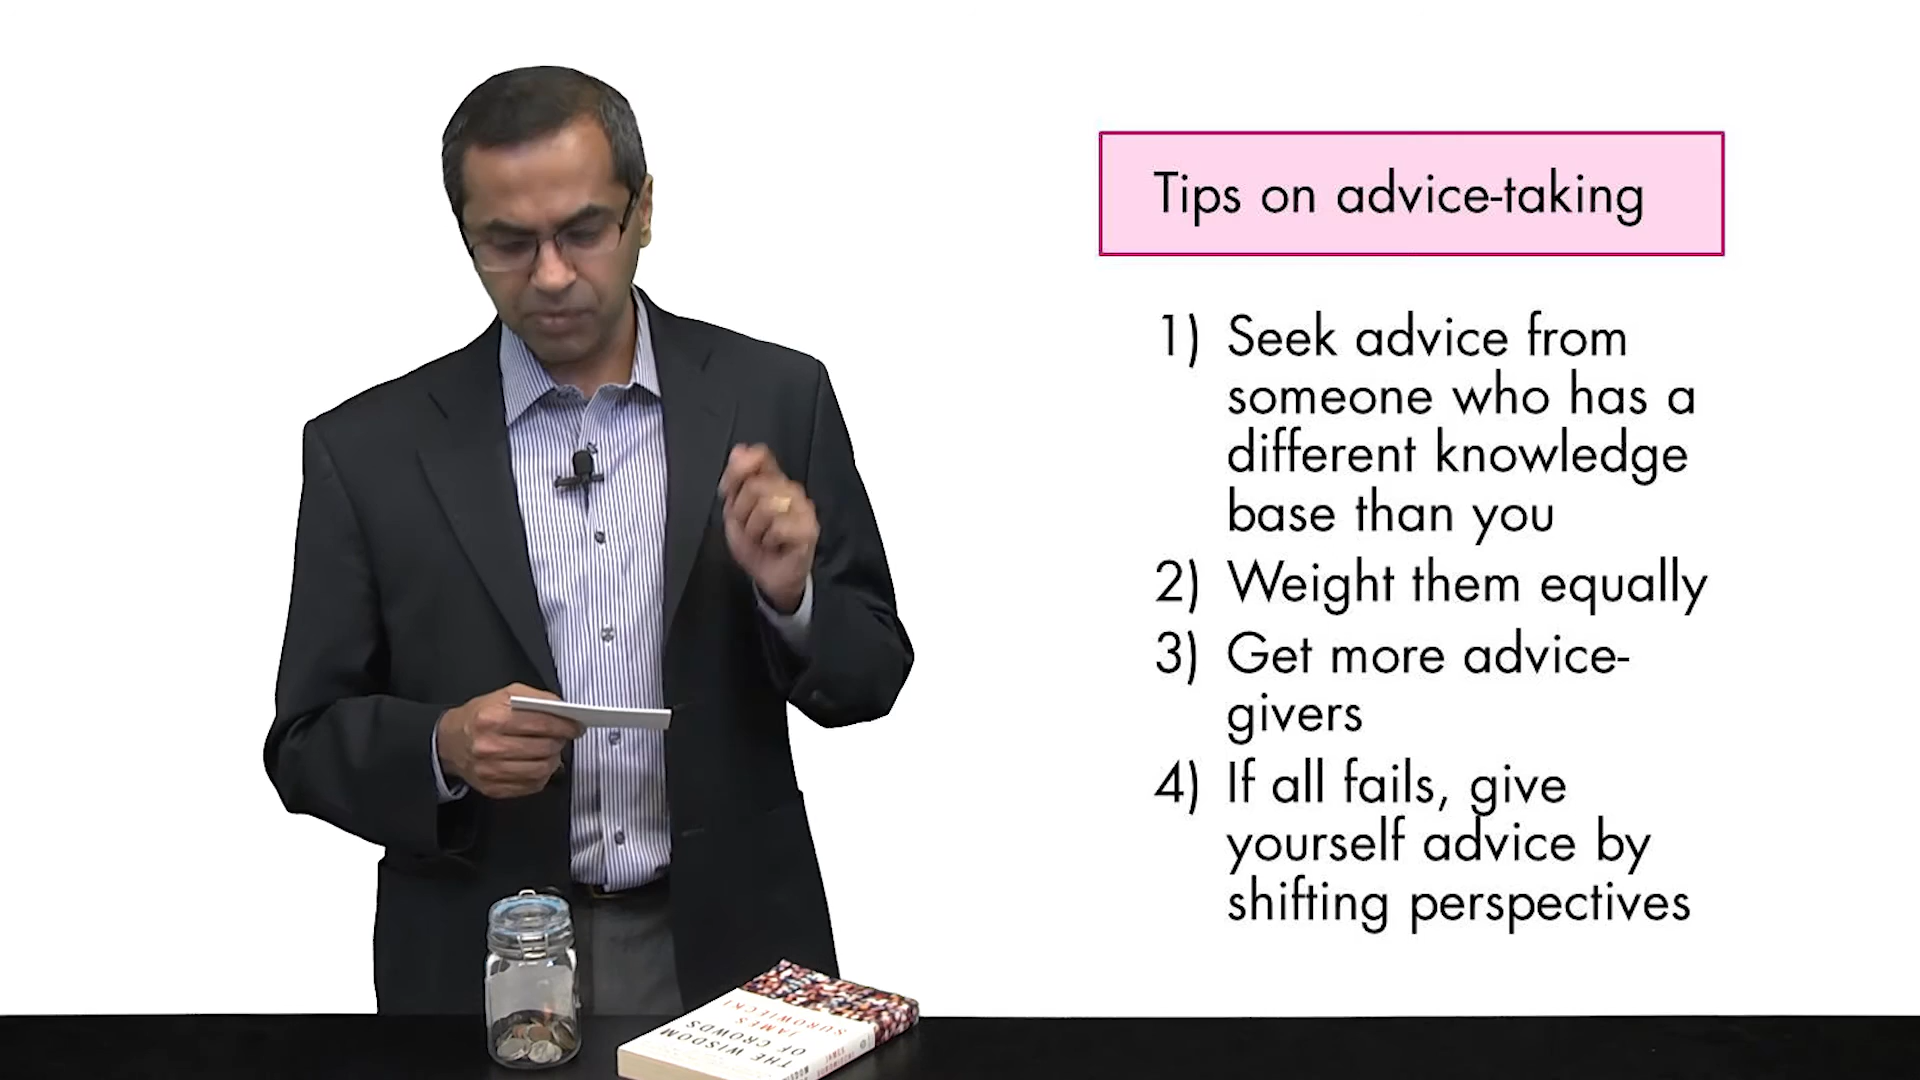 Tips on advice-taking
1) Seek advice from
someone who has a
different knowledge
base than you
2) Weight them equally
3) Get more advice-
givers
4) If all fails, give
yourself advice by
shifting perspectives
THE WISDOM
OF CROWDS
JAMES
SUROWIECKI
JAMES
SUROWIECKI